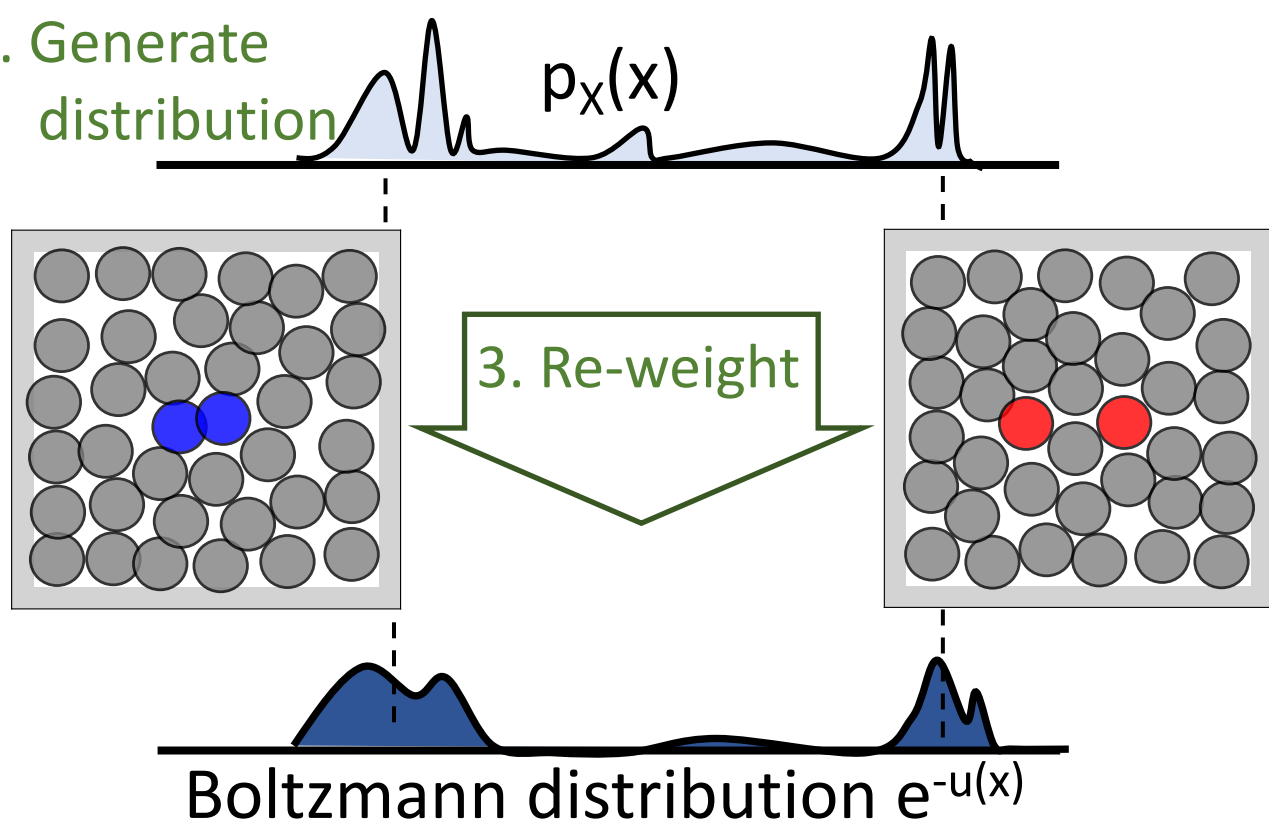 . Generate
distribution
pₓ(x)
3. Re-weight
Boltzmann distribution e⁻ᵘ⁽ˣ⁾